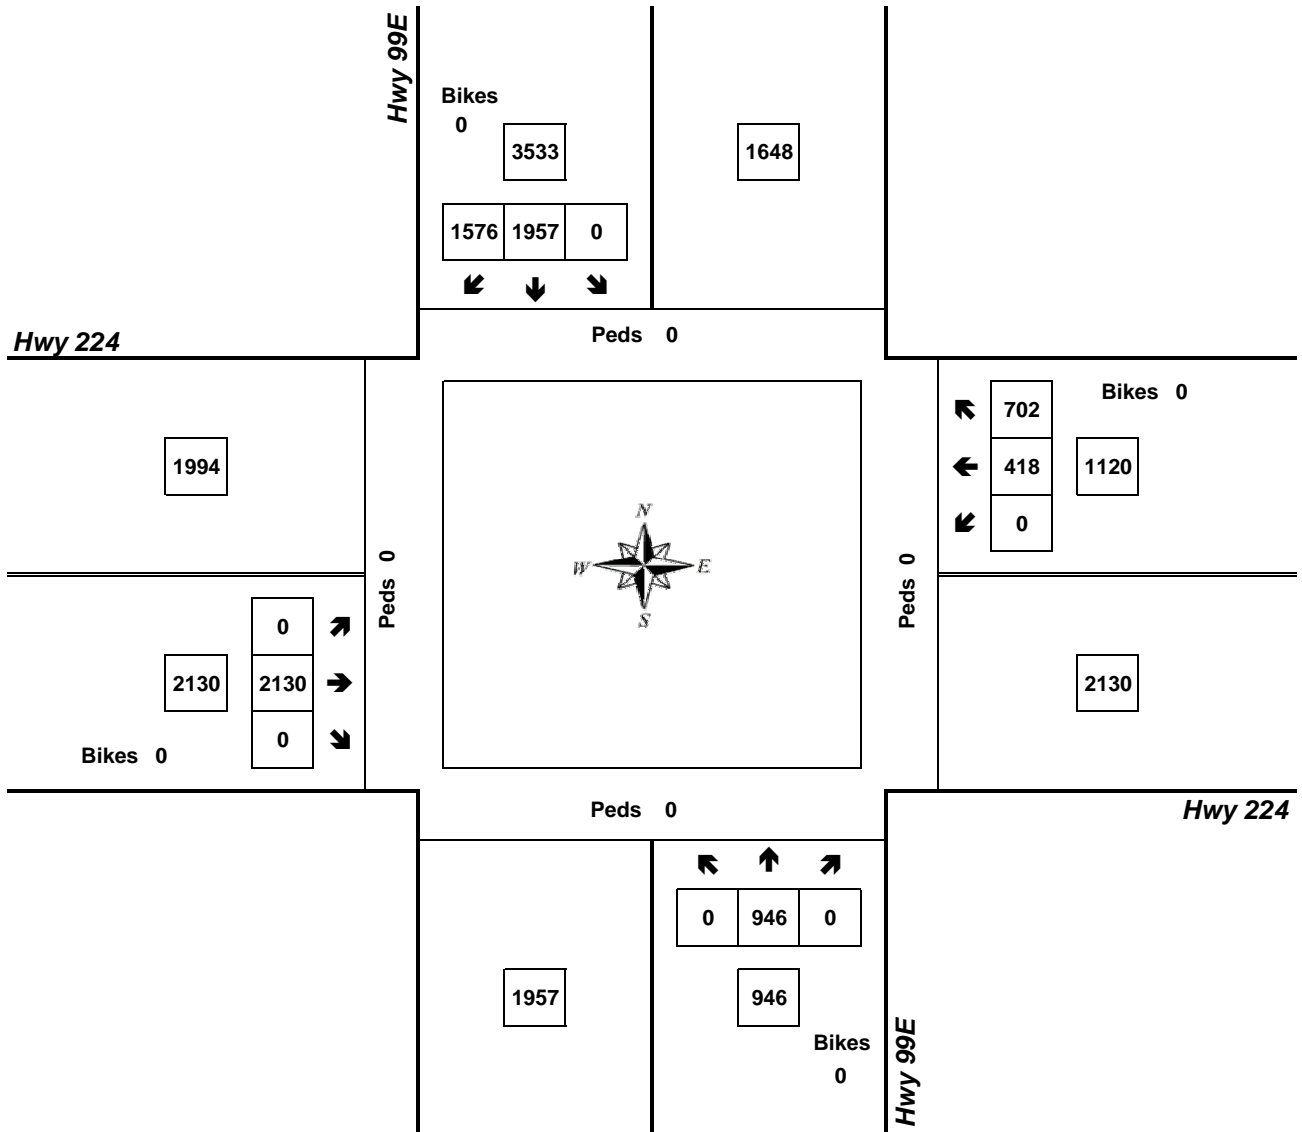 Hwy 99E
Bikes
0
3533
1648
1576 1957 0
Hwy 224
Peds 0
702
Bikes 0
1994
418
1120
0
N
W E
S
Peds 0
Peds 0
0
2130
2130
2130
0
Bikes 0
Peds 0
Hwy 224
0 946 0
1957
946
Bikes
0
Hwy 99E